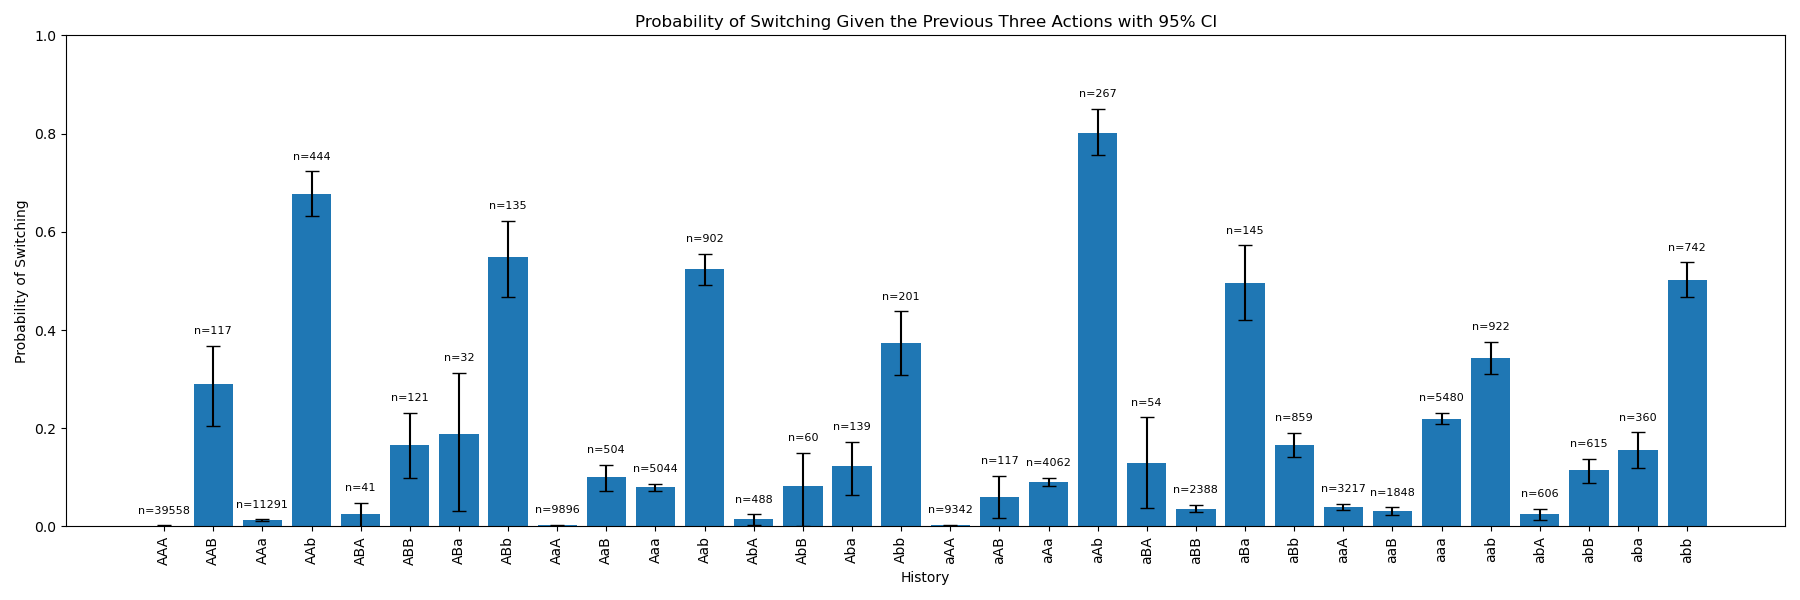 Probability of Switching Given the Previous Three Actions with 95% CI
Probability of Switching
1.0
0.8
0.6
0.4
0.2
0.0
n=39558
n=117
n=11291
n=444
n=41
n=121
n=32
n=135
n=9896
n=504
n=5044
n=902
n=488
n=60
n=139
n=201
n=9342
n=117
n=4062
n=267
n=54
n=2388
n=145
n=859
n=3217
n=1848
n=5480
n=922
n=606
n=615
n=360
n=742
AAA
AAB
AAa
AAb
ABA
ABB
ABa
ABb
AaA
AaB
Aaa
Aab
AbA
AbB
Aba
Abb
aAA
aAB
aAa
aAb
aBA
aBB
aBa
aBb
aaA
aaB
aaa
aab
abA
abB
aba
abb
History